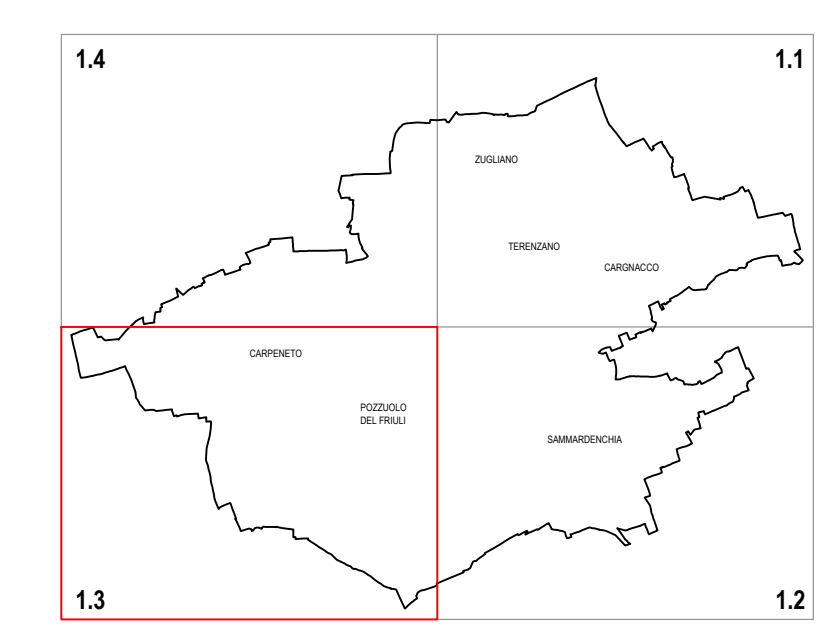 1.4
1.1
ZUGLIANO
TERENZANO
CARGNACCO
CARPENETO
POZZUOLO
DEL FRIULI
SAMMARDENCHIA
1.3
1.2